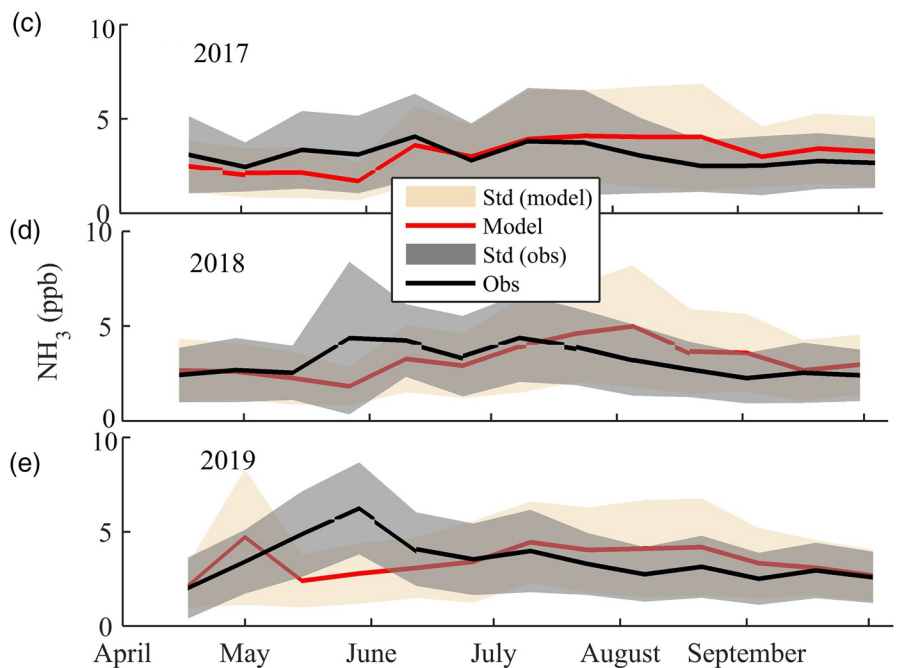 (c)
10
2017
5
0
Std (model)
Model
Std (obs)
Obs
(d)
10
2018
5
0
NH3 (ppb)
(e)
10
2019
5
0
April May June July August September